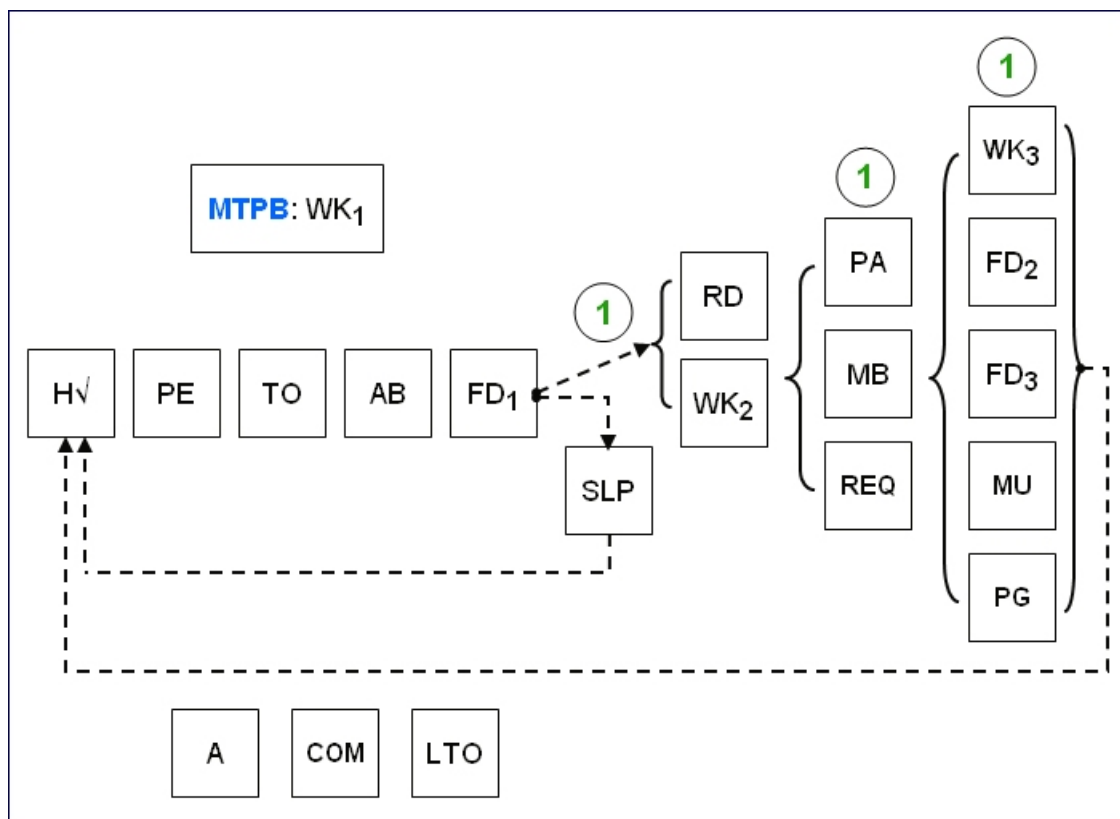 1
WK₃
1
MTPB: WK₁
PA
FD₂
RD
1
H√
PE
TO
AB
FD₁
WK₂
MB
FD₃
SLP
REQ
MU
PG
A
COM
LTO